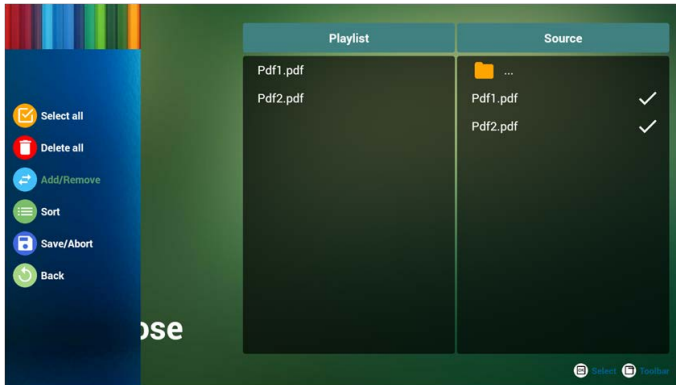 Playlist
Source
Pdf1.pdf
Pdf2.pdf
...
Pdf1.pdf
Pdf2.pdf
Select all
Delete all
Add/Remove
Sort
Save/Abort
Back
ose
Select
Toolbar